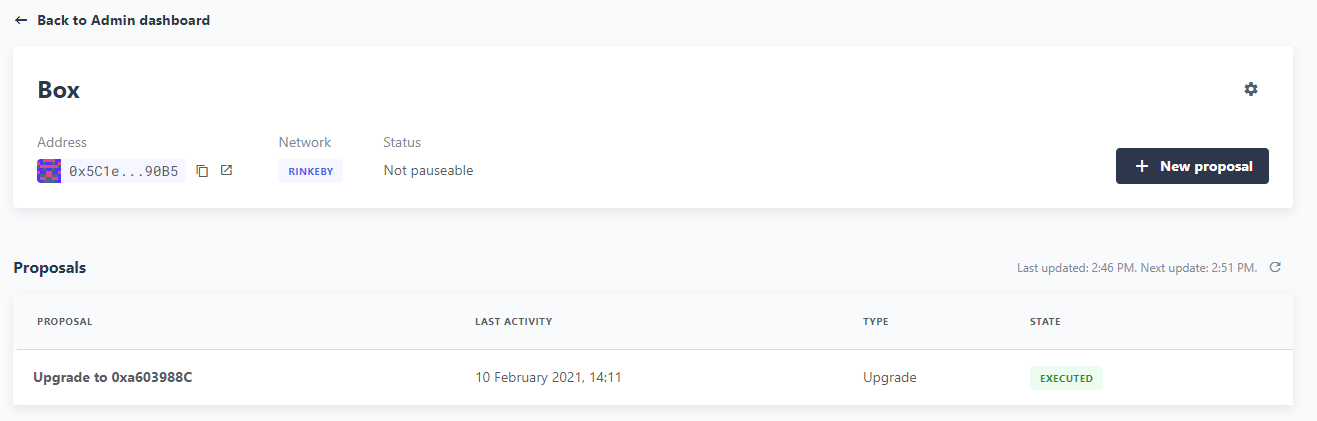 ← Back to Admin dashboard
Box
Address Network Status
0x5C1e...90B5 RINKEBY Not pauseable
+ New proposal
Proposals Last updated: 2:46 PM. Next update: 2:51 PM.
PROPOSAL LAST ACTIVITY TYPE STATE
Upgrade to 0xa603988C 10 February 2021, 14:11 Upgrade EXECUTED